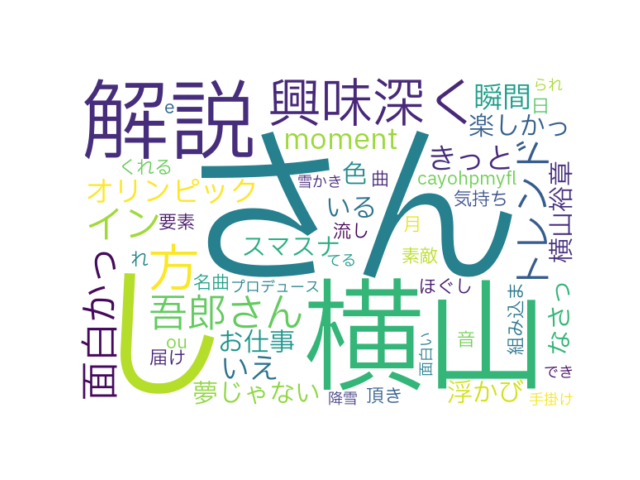 解説
e
興味深く
瞬間
られ
日
moment
楽しかっ
さん
くれる
雪かき
色
曲
きっと
cayohpmyfl
オリンピック
イン
要素
いる
気持ち
トレンド
横山裕章
流し
月
方
スマスナ
てる
素敵
面白かっ
し
れ
名曲
プロデュース
ほぐし
組み込ま
なさっ
吾郎さん
横山
ou
お仕事
音
届け
いえ
面白い
でき
夢じゃない
降雪
頂き
浮かび
手掛け